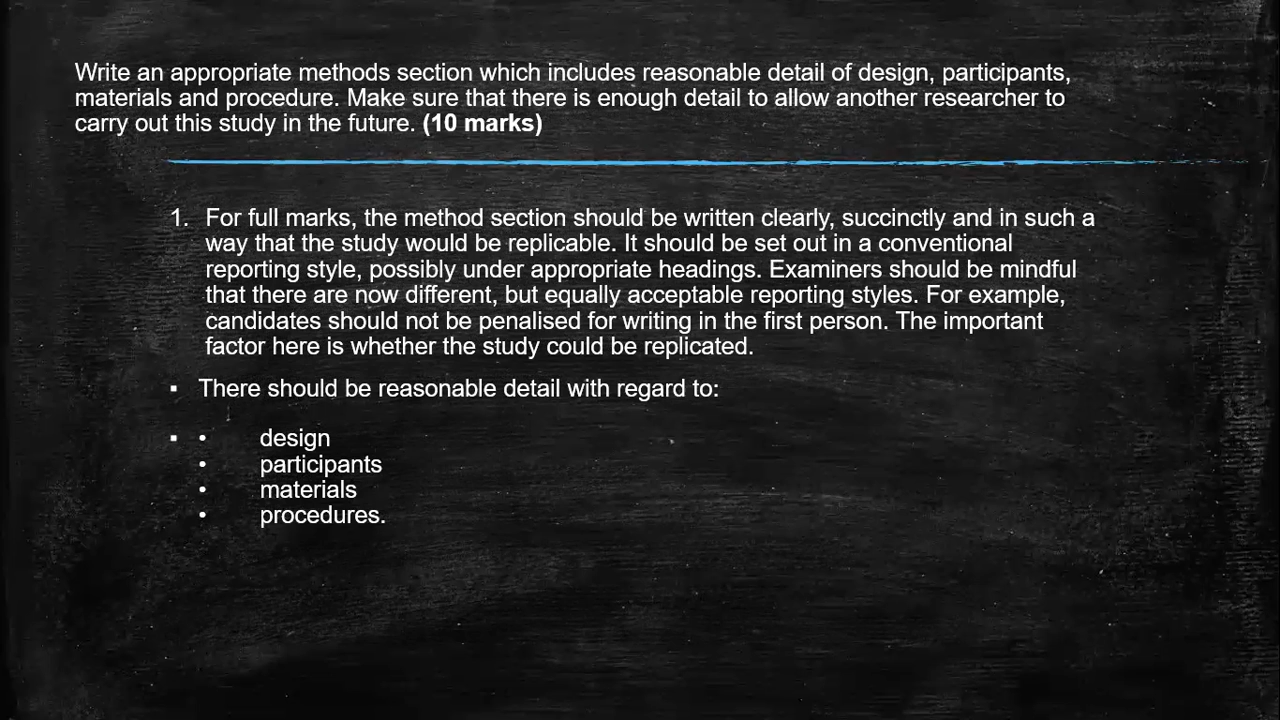 Write an appropriate methods section which includes reasonable detail of design, participants,
materials and procedure. Make sure that there is enough detail to allow another researcher to
carry out this study in the future. (10 marks)
1. For full marks, the method section should be written clearly, succinctly and in such a
way that the study would be replicable. It should be set out in a conventional
reporting style, possibly under appropriate headings. Examiners should be mindful
that there are now different, but equally acceptable reporting styles. For example,
candidates should not be penalised for writing in the first person. The important
factor here is whether the study could be replicated.
▪ There should be reasonable detail with regard to:
▪ • design
• participants
• materials
• procedures.